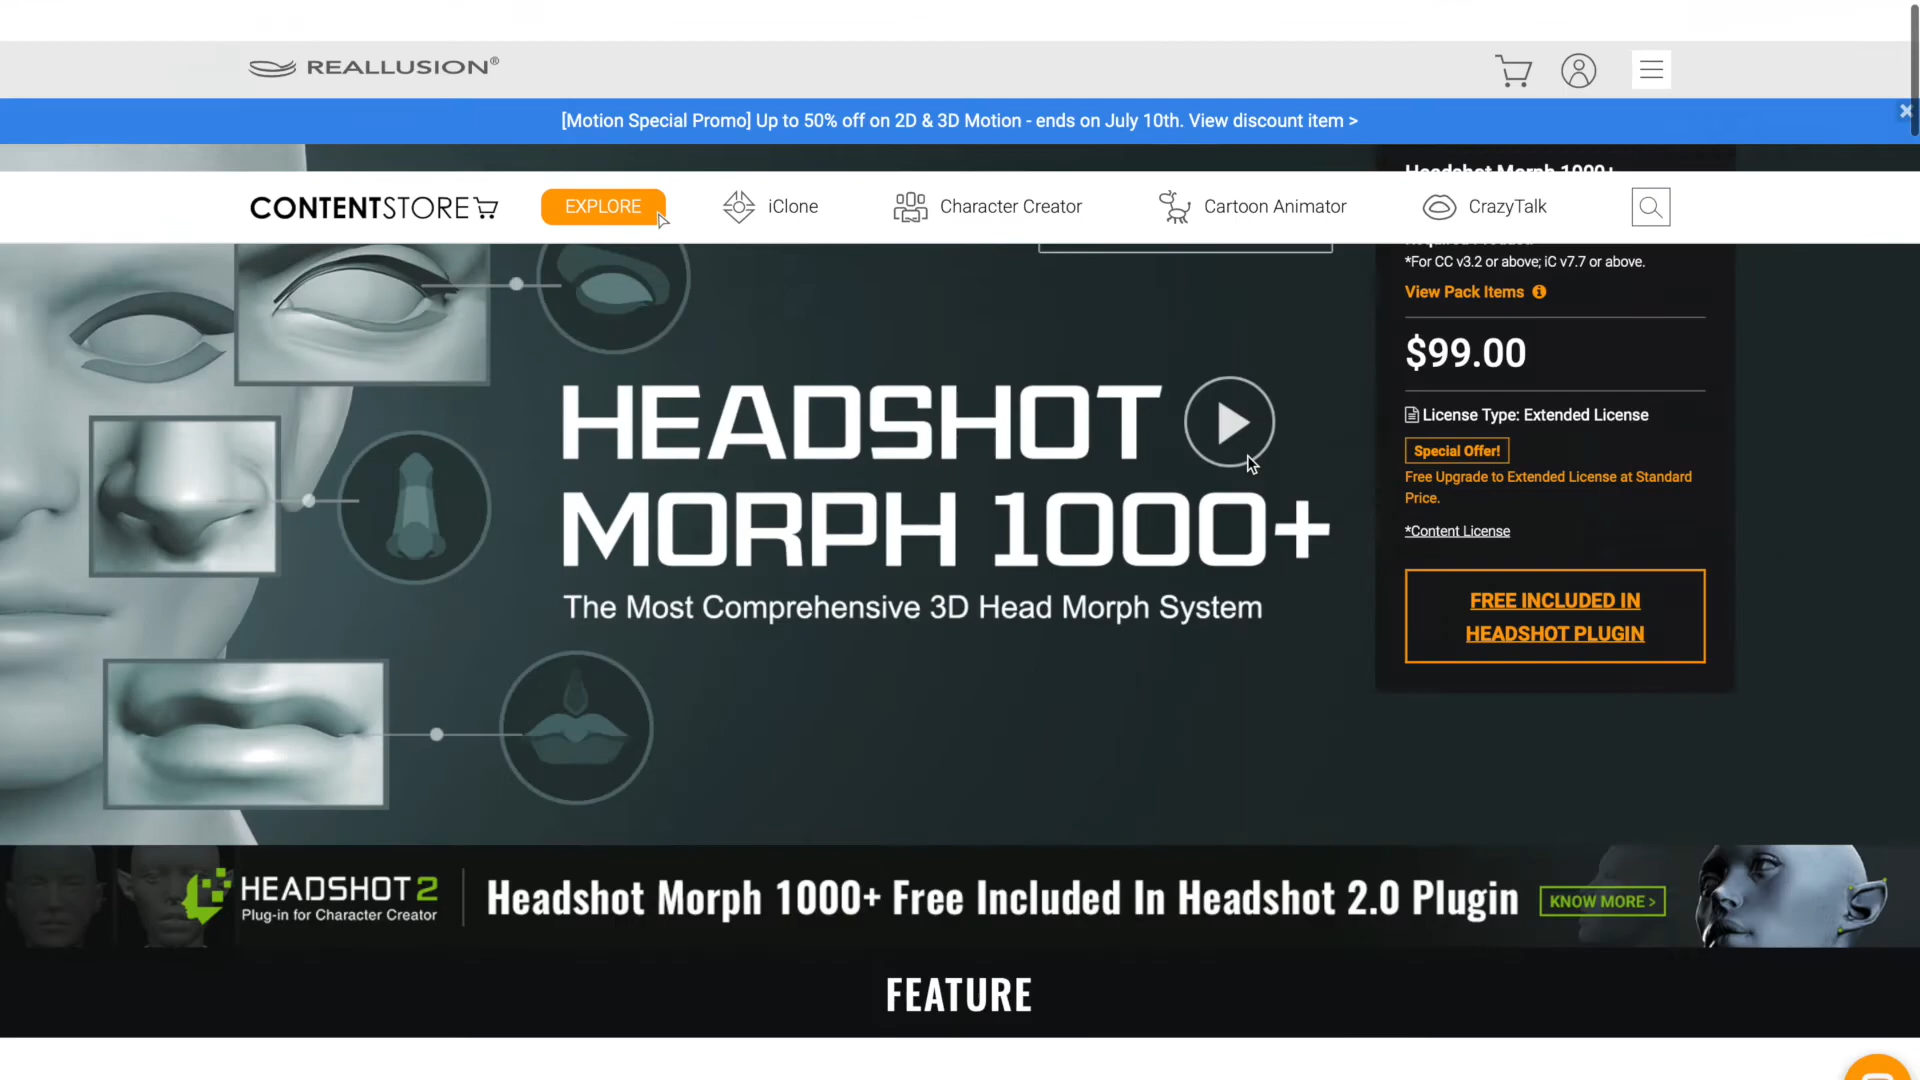 REALLUSION®
[Motion Special Promo] Up to 50% off on 2D & 3D Motion - ends on July 10th. View discount item >
Headshot Morph 1000+
CONTENTSTORE
EXPLORE
iClone
Character Creator
Cartoon Animator
CrazyTalk
*For CC v3.2 or above; iC v7.7 or above.
View Pack Items
$99.00
License Type: Extended License
Special Offer!
Free Upgrade to Extended License at Standard
Price.
*Content License
FREE INCLUDED IN
HEADSHOT PLUGIN
HEADSHOT
MORPH 1000+
The Most Comprehensive 3D Head Morph System
HEADSHOT 2
Plug-in for Character Creator
Headshot Morph 1000+ Free Included In Headshot 2.0 Plugin
KNOW MORE >
FEATURE